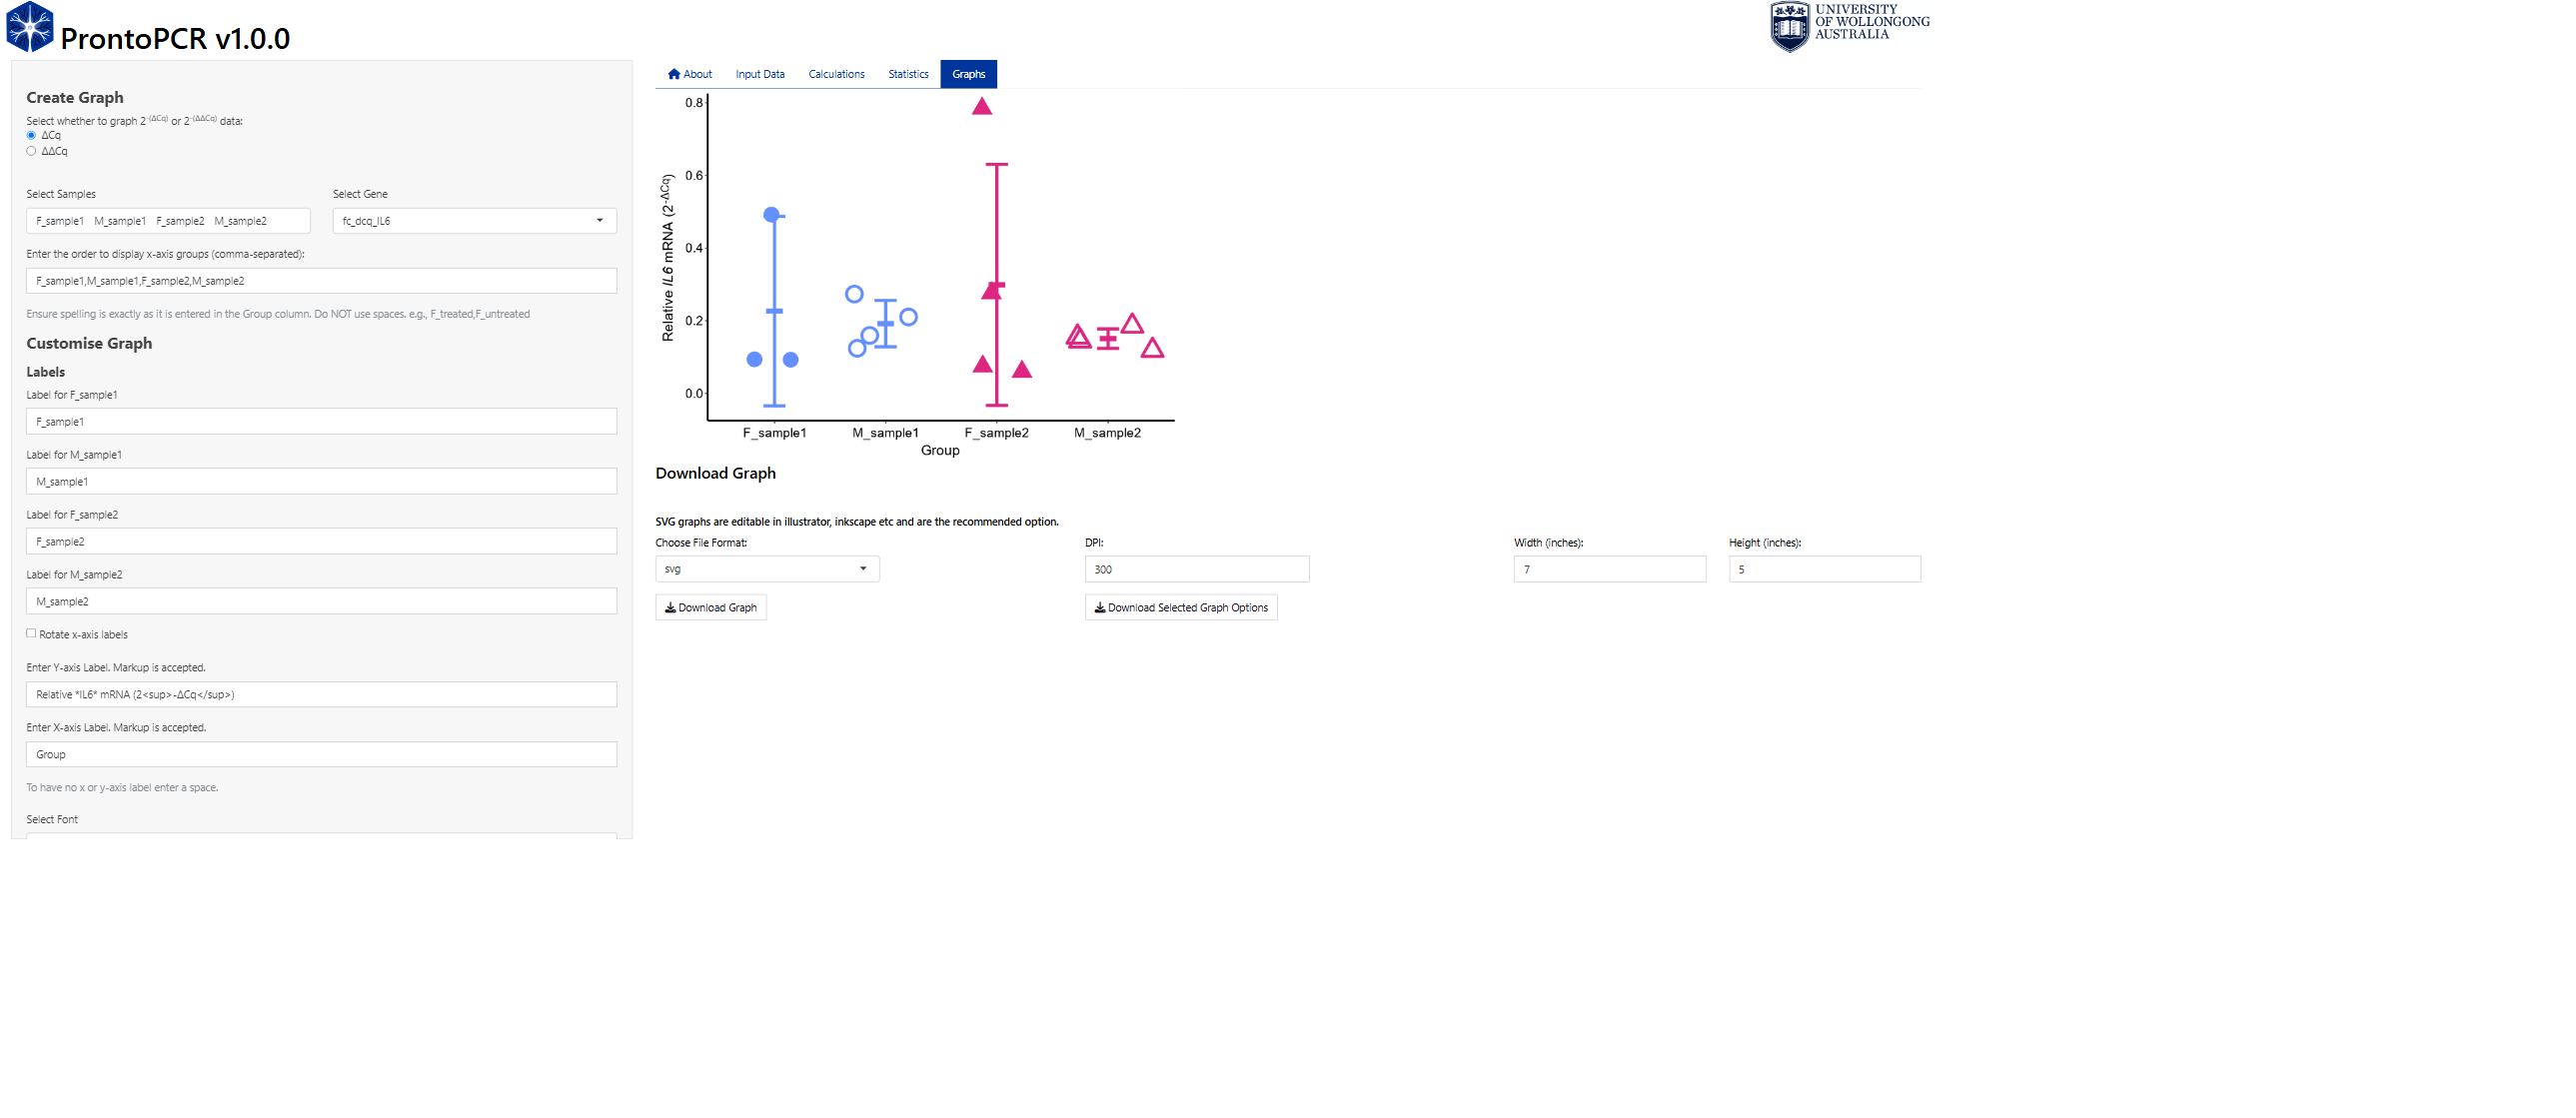 ProntoPCR v1.0.0
UNIVERSITY
OF WOLLONGONG
AUSTRALIA
Create Graph
Select whether to graph 2-(ΔCq) or 2-(ΔΔCq) data:
ΔCq
ΔΔCq
Select Samples
Select Gene
F_sample1 M_sample1 F_sample2 M_sample2
fc_dcq_IL6
Enter the order to display x-axis groups (comma-separated):
F_sample1,M_sample1,F_sample2,M_sample2
Ensure spelling is exactly as it is entered in the Group column. Do NOT use spaces. e.g., F_treated,F_untreated
Customise Graph
Labels
Label for F_sample1
F_sample1
Label for M_sample1
M_sample1
Label for F_sample2
F_sample2
Label for M_sample2
M_sample2
Rotate x-axis labels
Enter Y-axis Label. Markup is accepted.
Relative *IL6* mRNA (2<sup>-ΔCq</sup>)
Enter X-axis Label. Markup is accepted.
Group
To have no x or y-axis label enter a space.
Select Font
About Input Data Calculations Statistics Graphs
Relative IL6 mRNA (2-ΔCq)
0.8
0.6
0.4
0.2
0.0
F_sample1 M_sample1 F_sample2 M_sample2
Group
Download Graph
SVG graphs are editable in illustrator, inkscape etc and are the recommended option.
Choose File Format:
DPI:
Width (inches):
Height (inches):
svg
300
7
5
Download Graph
Download Selected Graph Options